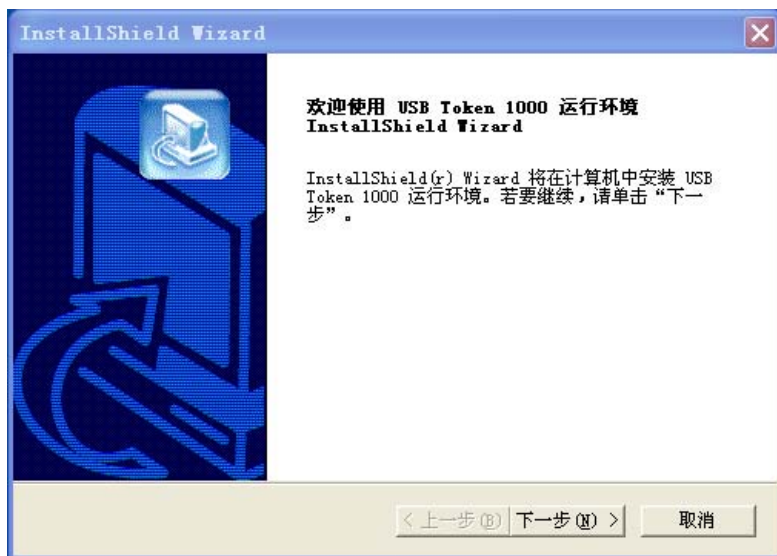 InstallShield Wizard
欢迎使用 USB Token 1000 运行环境
InstallShield Wizard
InstallShield(r) Wizard 将在计算机中安装 USB
Token 1000 运行环境。若要继续，请单击“下一
步”。
< 上一步(B) 下一步(N) > 取消